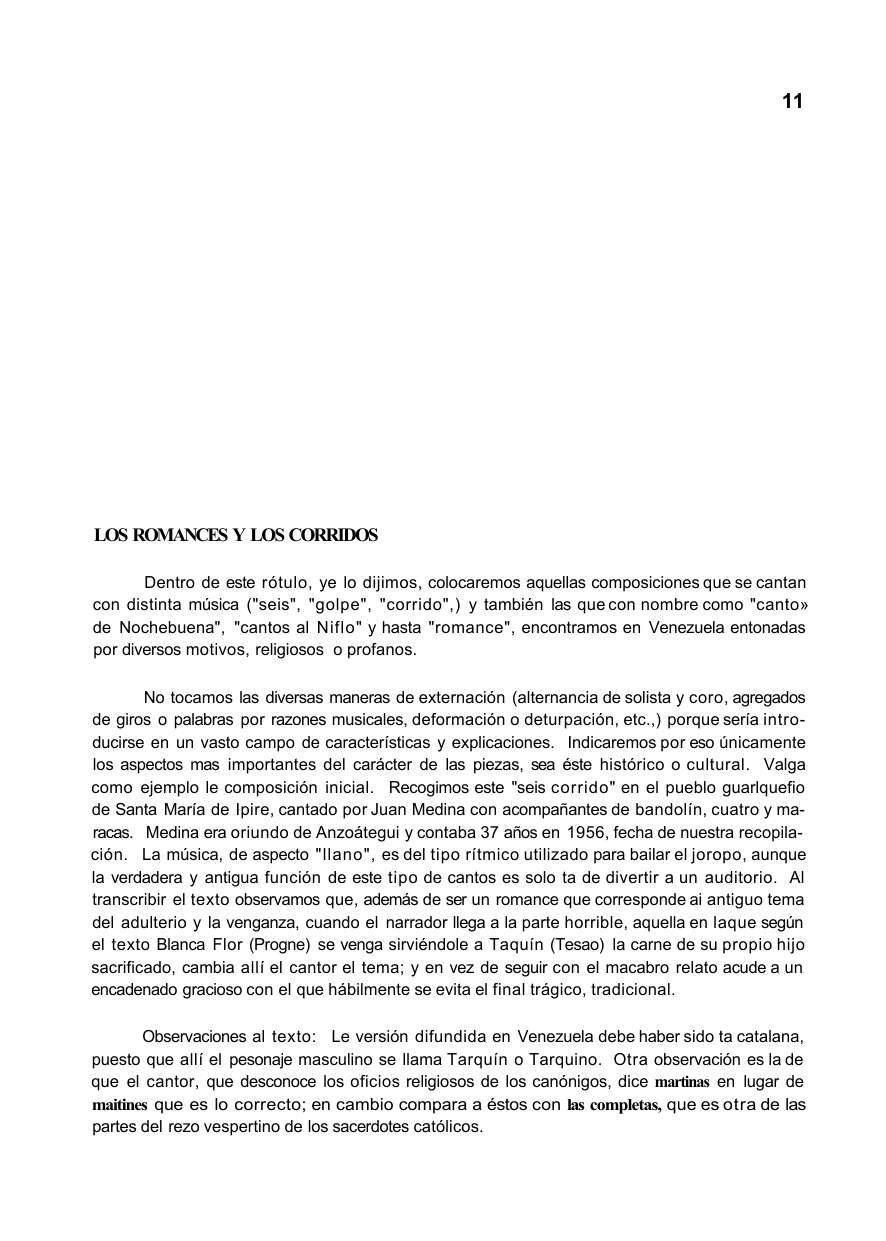 11
LOS ROMANCES Y LOS CORRIDOS
Dentro de este rótulo, ye lo dijimos, colocaremos aquellas composiciones que se cantan
con distinta música ("seis", "golpe", "corrido",) y también las que con nombre como "canto»
de Nochebuena", "cantos al Niflo" y hasta "romance", encontramos en Venezuela entonadas
por diversos motivos, religiosos o profanos.
No tocamos las diversas maneras de externación (alternancia de solista y coro, agregados
de giros o palabras por razones musicales, deformación o deturpación, etc.,) porque sería intro-
ducirse en un vasto campo de características y explicaciones. Indicaremos por eso únicamente
los aspectos mas importantes del carácter de las piezas, sea éste histórico o cultural. Valga
como ejemplo le composición inicial. Recogimos este "seis corrido" en el pueblo guarlquefio
de Santa María de Ipire, cantado por Juan Medina con acompañantes de bandolín, cuatro y ma-
racas. Medina era oriundo de Anzoátegui y contaba 37 años en 1956, fecha de nuestra recopila-
ción. La música, de aspecto "llano", es del tipo rítmico utilizado para bailar el joropo, aunque
la verdadera y antigua función de este tipo de cantos es solo ta de divertir a un auditorio. Al
transcribir el texto observamos que, además de ser un romance que corresponde ai antiguo tema
del adulterio y la venganza, cuando el narrador llega a la parte horrible, aquella en laque según
el texto Blanca Flor (Progne) se venga sirviéndole a Taquín (Tesao) la carne de su propio hijo
sacrificado, cambia allí el cantor el tema; y en vez de seguir con el macabro relato acude a un
encadenado gracioso con el que hábilmente se evita el final trágico, tradicional.
Observaciones al texto: Le versión difundida en Venezuela debe haber sido ta catalana,
puesto que allí el pesonaje masculino se llama Tarquín o Tarquino. Otra observación es la de
que el cantor, que desconoce los oficios religiosos de los canónigos, dice martinas en lugar de
maitines que es lo correcto; en cambio compara a éstos con las completas, que es otra de las
partes del rezo vespertino de los sacerdotes católicos.